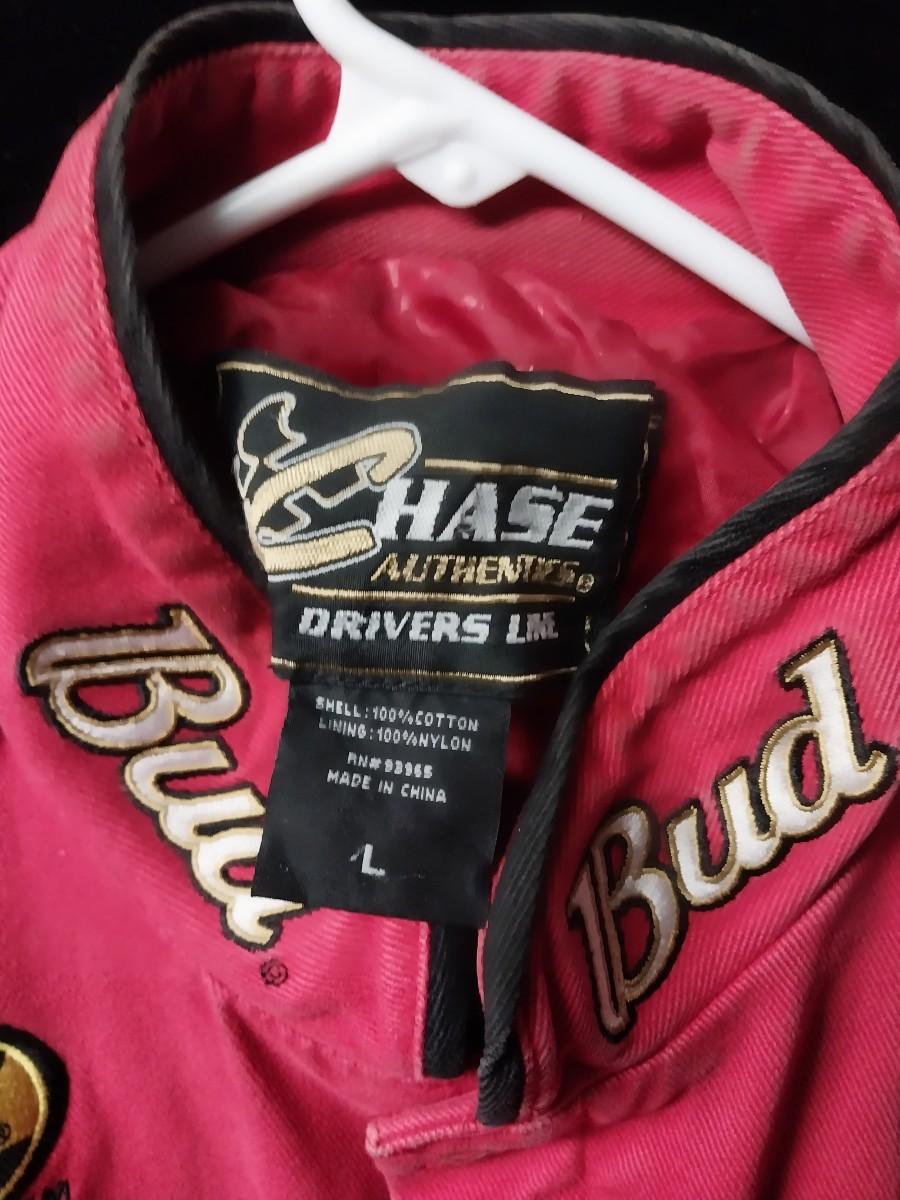 CHASE
AUTHENTICS®
DRIVERS LINE
SHELL:100%COTTON
LINING:100%NYLON
RN#93965
MADE IN CHINA
L
Bud
®
Bud
®